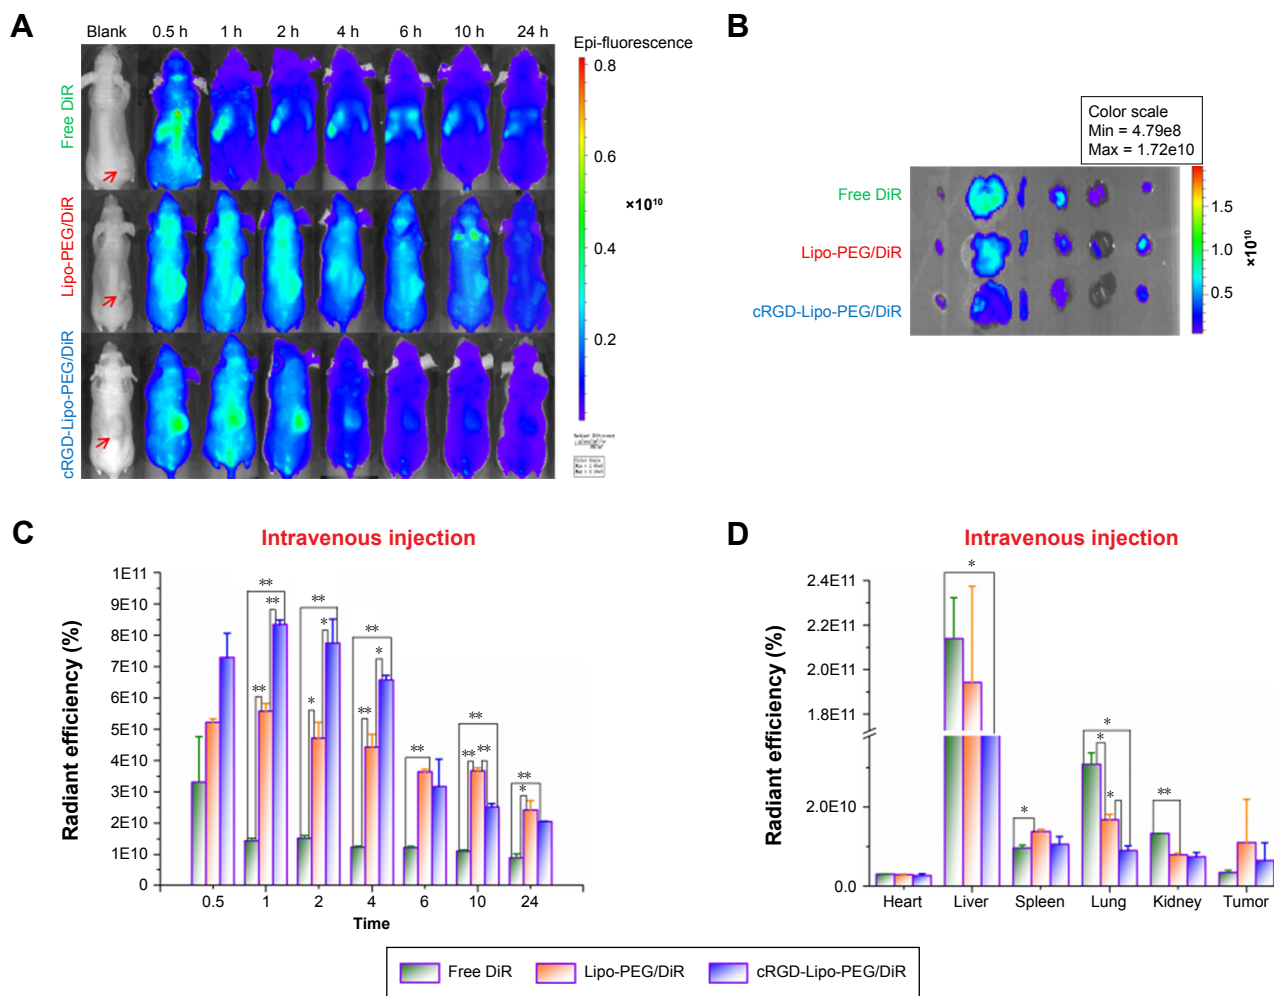 A
Blank 0.5 h 1 h 2 h 4 h 6 h 10 h 24 h
Epi-fluorescence
Free DiR
Lipo-PEG/DiR
cRGD-Lipo-PEG/DiR
0.8
0.6
×10¹⁰
0.4
0.2
B
Color scale
Min = 4.79e8
Max = 1.72e10
Free DiR
Lipo-PEG/DiR
cRGD-Lipo-PEG/DiR
1.5
1.0
0.5
×10¹⁰
C
Intravenous injection
Radiant efficiency (%)
1E11
9E10
8E10
7E10
6E10
5E10
4E10
3E10
2E10
1E10
0
** ** **
** * *
** * **
** * **
**
** ** **
** *
0.5 1 2 4 6 10 24
Time
D
Intravenous injection
Radiant efficiency (%)
2.4E11
2.2E11
2.0E11
1.8E11
2.0E10
0.0
*
*
* * *
**
Heart Liver Spleen Lung Kidney Tumor
Free DiR Lipo-PEG/DiR cRGD-Lipo-PEG/DiR